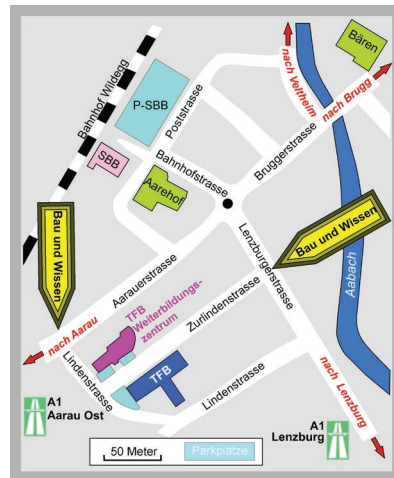 Bären
nach Veltheim
nach Brugg
Bahnhof Wildegg
P-SBB
Poststrasse
SBB
Bahnhofstrasse
Bruggerstrasse
Aarehof
Bau und Wissen
Bau und Wissen
Lenzburgerstrasse
Aabach
Aarauerstrasse
TFB
Weiterbildungs-
zentrum
Zurlindenstrasse
nach Aarau
Lindenstrasse
TFB
Lindenstrasse
nach Lenzburg
A1
Aarau Ost
A1
Lenzburg
50 Meter
Parkplätze